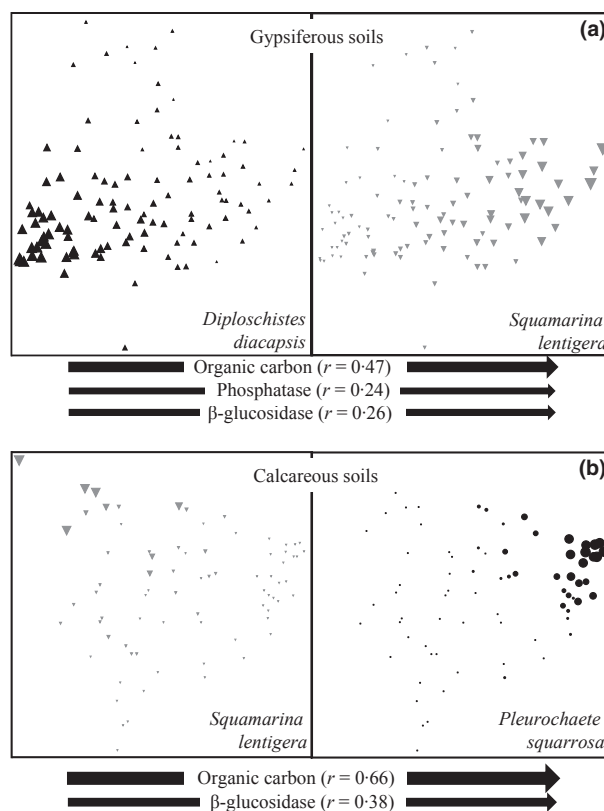 (a)
Gypsiferous soils
Diploschistes
diacapsis
Squamarina
lentigera
Organic carbon (r = 0·47)
Phosphatase (r = 0·24)
β-glucosidase (r = 0·26)
(b)
Calcareous soils
Squamarina
lentigera
Pleurochaete
squarrosa
Organic carbon (r = 0·66)
β-glucosidase (r = 0·38)